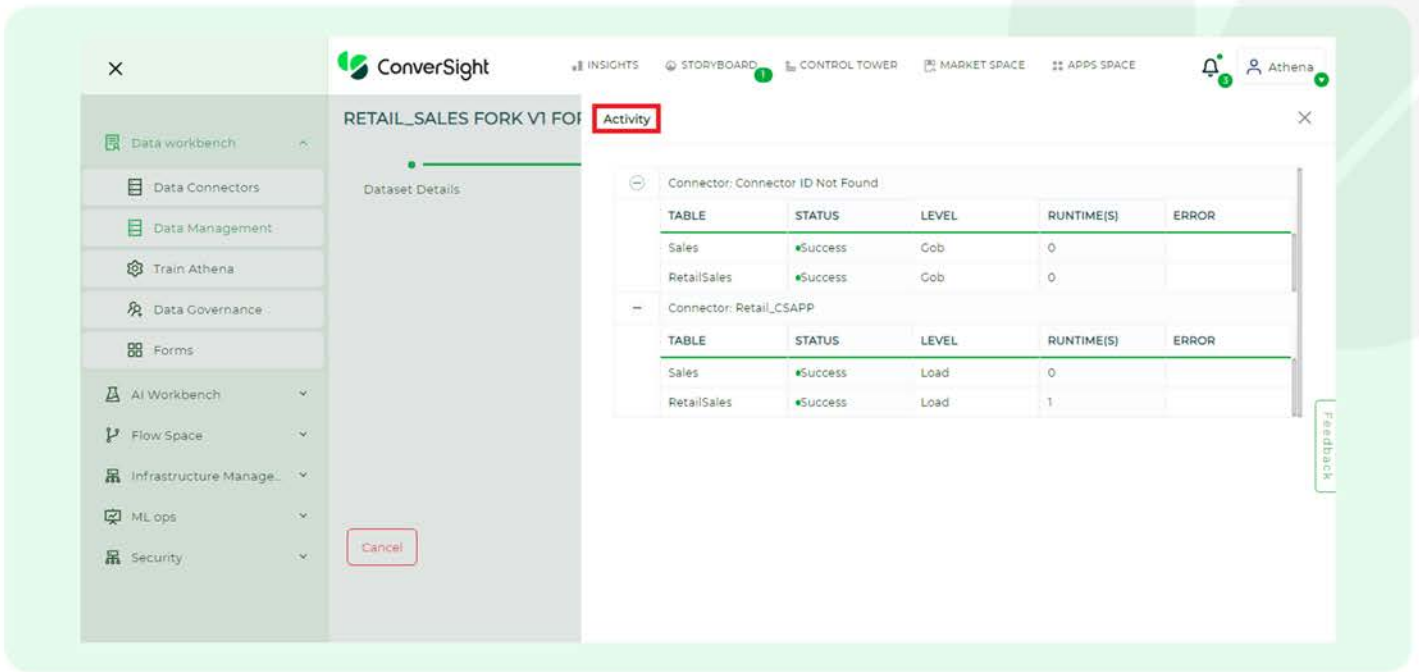 ConverSight
INSIGHTS
STORYBOARD
1
CONTROL TOWER
MARKET SPACE
APPS SPACE
3
Athena
Data workbench
Data Connectors
Data Management
Train Athena
Data Governance
Forms
AI Workbench
Flow Space
Infrastructure Manage...
ML ops
Security
RETAIL_SALES FORK V1 FOR
Dataset Details
Cancel
Activity
Connector: Connector ID Not Found
TABLE STATUS LEVEL RUNTIME(S) ERROR
Sales Success Gob 0
RetailSales Success Gob 0
Connector: Retail_CSAPP
TABLE STATUS LEVEL RUNTIME(S) ERROR
Sales Success Load 0
RetailSales Success Load 1
Feedback